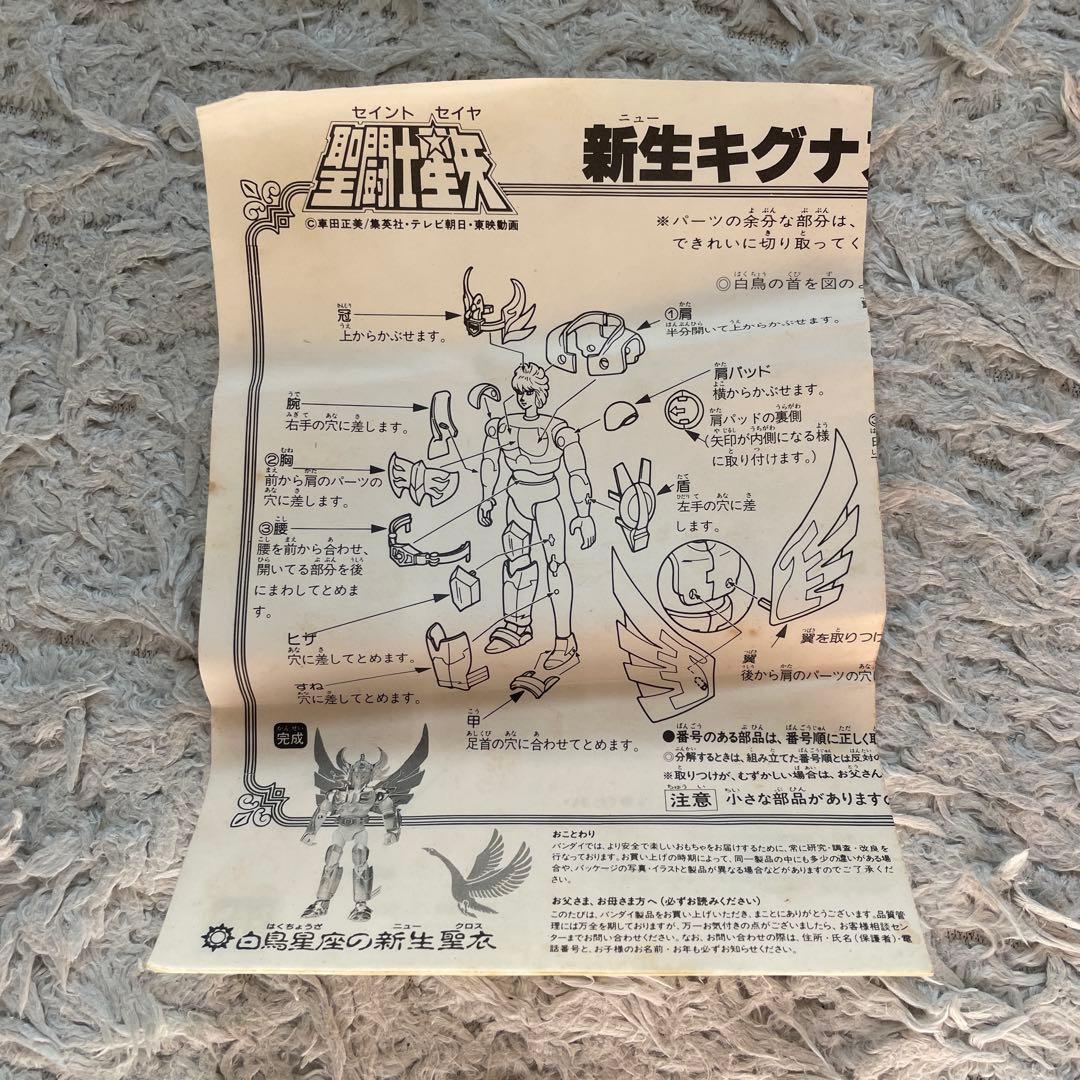 セイント セイヤ
聖闘士星矢
©車田正美/集英社・テレビ朝日・東映動画
ニュー
新生キグナ
※パーツの余分な部分は、
できれいに切り取ってく
◎白鳥の首を図の
冠
上からかぶせます。
①肩
半分開いて上からかぶせます。
肩パッド
横からかぶせます。
肩パッドの裏側
(矢印が内側になる様
に取り付けます。)
腕
右手の穴に差します。
②胸
前から肩のパーツの
穴に差します。
盾
左手の穴に差
します。
③腰
腰を前から合わせ、
開いてる部分を後
にまわしてとめま
す。
ヒザ
穴に差してとめます。
すね
穴に差してとめます。
甲
足首の穴に合わせてとめます。
翼を取りつけ
翼
後から肩のパーツの穴
●番号のある部品は、番号順に正しく取
◎分解するときは、組み立てた番号順とは反対の
※取りつけが、むずかしい場合は、お父さん
注意 小さな部品がありますの
かんせい
完成
はくちょうざ ニュー クロス
白鳥星座の新生聖衣
おことわり
バンダイでは、より安全で楽しいおもちゃをお届けするために、常に研究・調査・改良を
行なっております。お買い上げの時期によって、同一製品の中にも多少の違いがある場
合や、パッケージの写真・イラストと製品が異なる場合などがありますのでご了承くださ
い。
お父さま、お母さま方へ(必ずお読みください)
このたびは、バンダイ製品をお買い上げいただき、まことにありがとうございます。品質管
理には万全を期しておりますが、万一お気付きの点がございましたら、お客様相談セン
ターまでお問い合わせください。なお、お問い合わせの際は、住所・氏名(保護者)・電
話番号と、お子様のお名前・お年も必ずお知らせください。